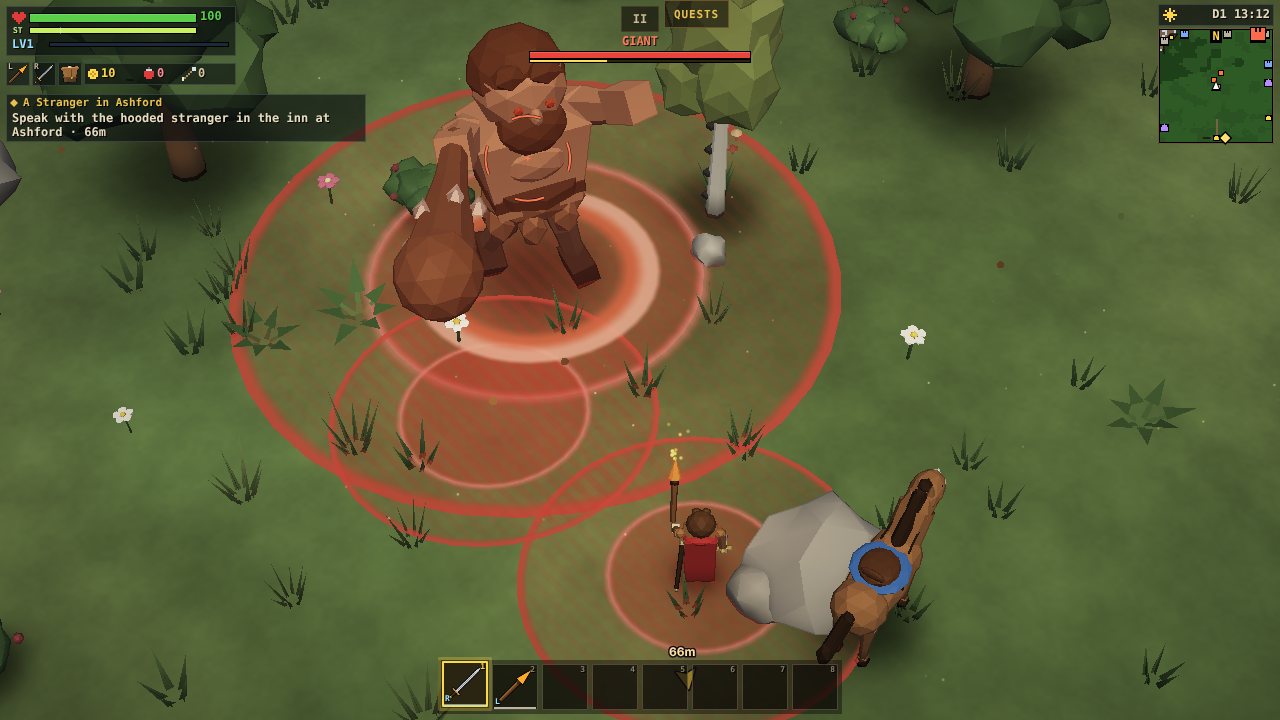 100
ST
LV1
L
R
10
0
0
◆ A Stranger in Ashford
Speak with the hooded stranger in the inn at
Ashford · 66m
II
QUESTS
GIANT
D1 13:12
N
66m
1
2
3
4
5
6
7
8
R
L